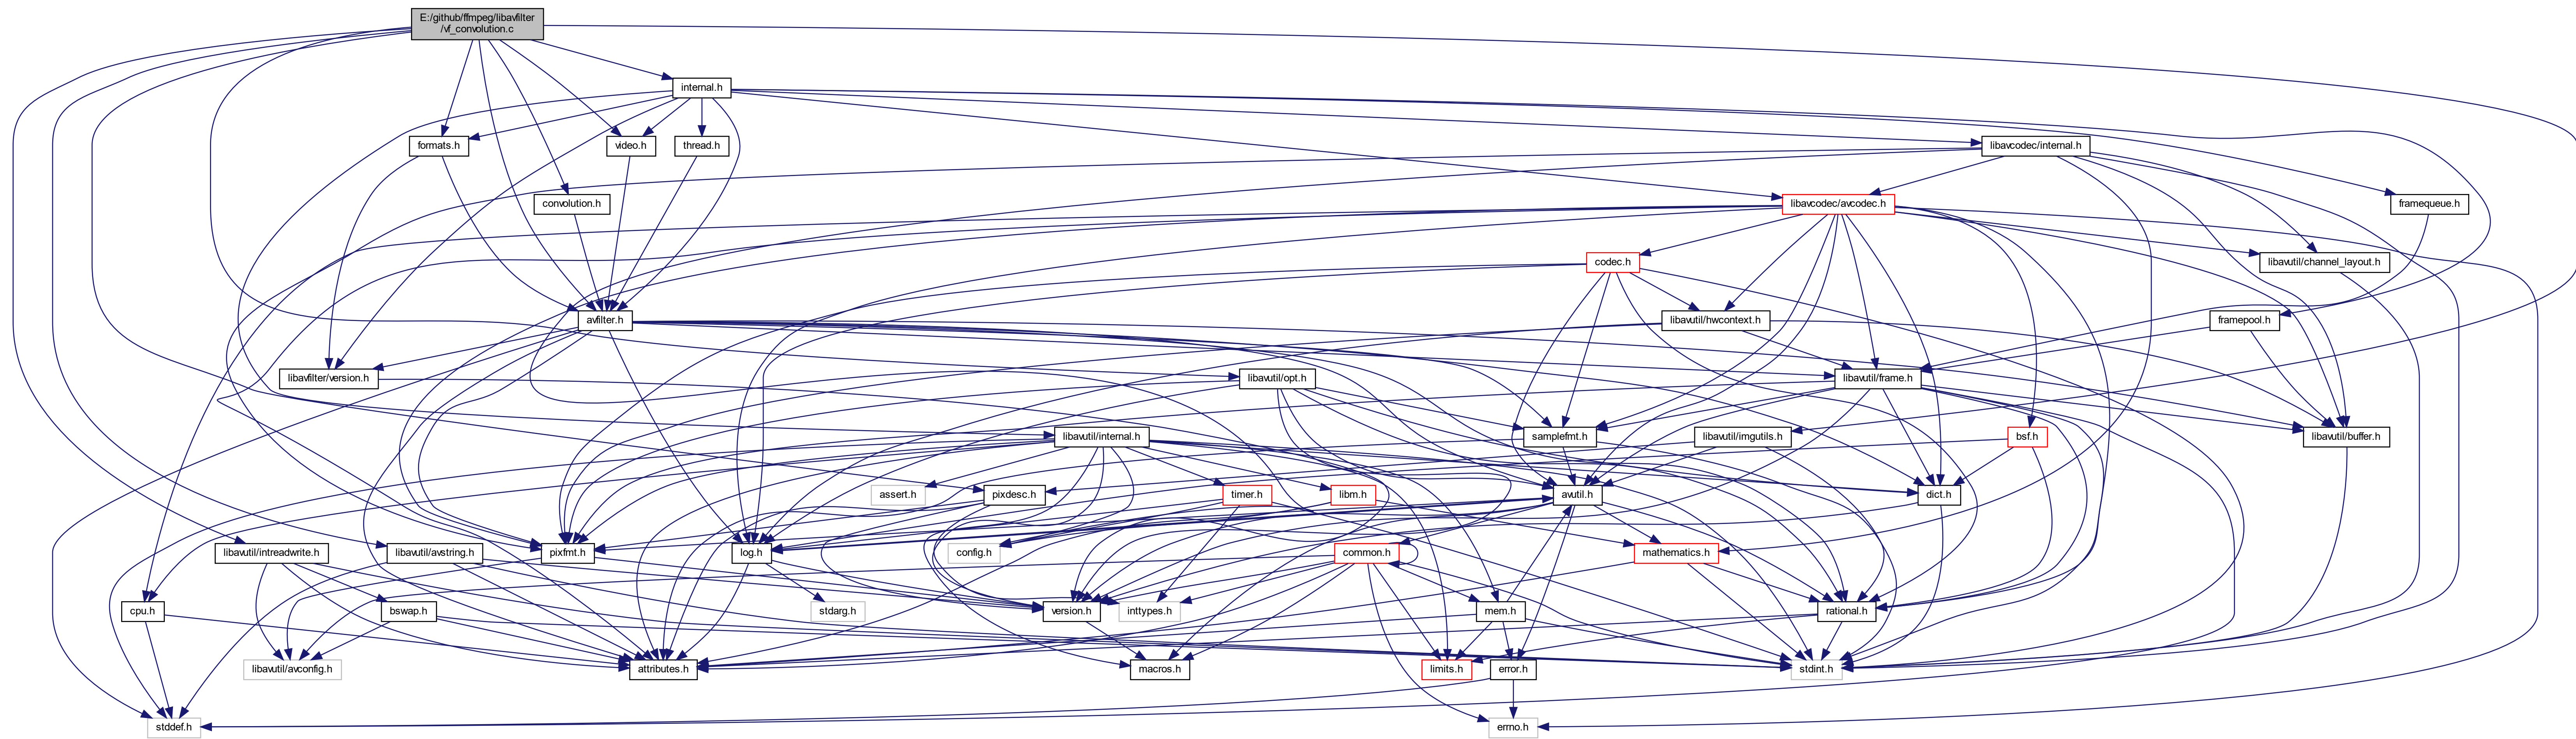 E:/github/ffmpeg/libavfilter
/vf_convolution.c
internal.h
formats.h
video.h
thread.h
libavcodec/internal.h
convolution.h
libavcodec/avcodec.h
framequeue.h
codec.h
libavutil/channel_layout.h
avfilter.h
libavutil/hwcontext.h
framepool.h
libavfilter/version.h
libavutil/opt.h
libavutil/frame.h
libavutil/internal.h
samplefmt.h
libavutil/imgutils.h
bsf.h
libavutil/buffer.h
assert.h
pixdesc.h
timer.h
libm.h
avutil.h
dict.h
libavutil/intreadwrite.h
libavutil/avstring.h
pixfmt.h
log.h
config.h
common.h
mathematics.h
cpu.h
bswap.h
stdarg.h
version.h
inttypes.h
mem.h
rational.h
libavutil/avconfig.h
attributes.h
macros.h
limits.h
error.h
stdint.h
stddef.h
errno.h